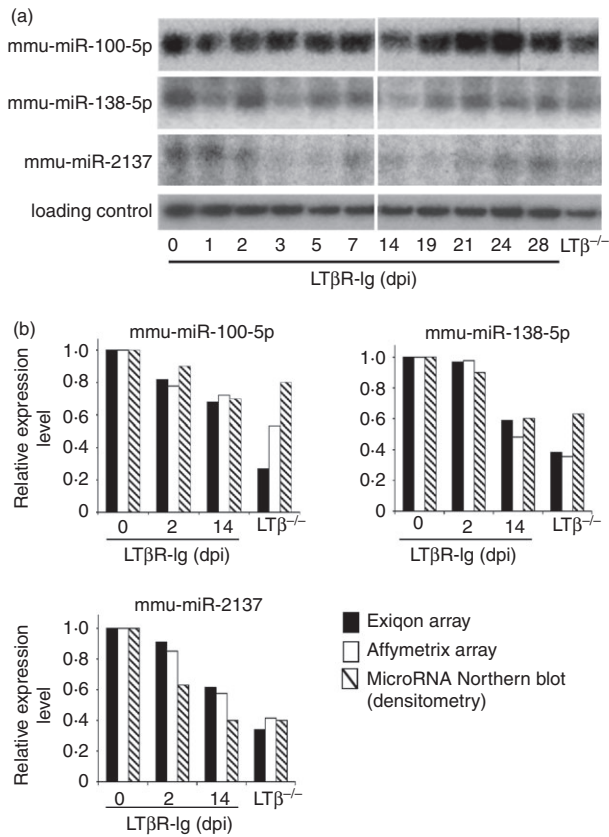 (a)
mmu-miR-100-5p
mmu-miR-138-5p
mmu-miR-2137
loading control
0 1 2 3 5 7 14 19 21 24 28 LTβ–/–
LTβR-Ig (dpi)
(b)
mmu-miR-100-5p
Relative expression
level
1·0
0·8
0·6
0·4
0·2
0
0 2 14 LTβ–/–
LTβR-Ig (dpi)
mmu-miR-138-5p
1·0
0·8
0·6
0·4
0·2
0
0 2 14 LTβ–/–
LTβR-Ig (dpi)
mmu-miR-2137
Relative expression
level
1·0
0·8
0·6
0·4
0·2
0
0 2 14 LTβ–/–
LTβR-Ig (dpi)
Exiqon array
Affymetrix array
MicroRNA Northern blot
(densitometry)